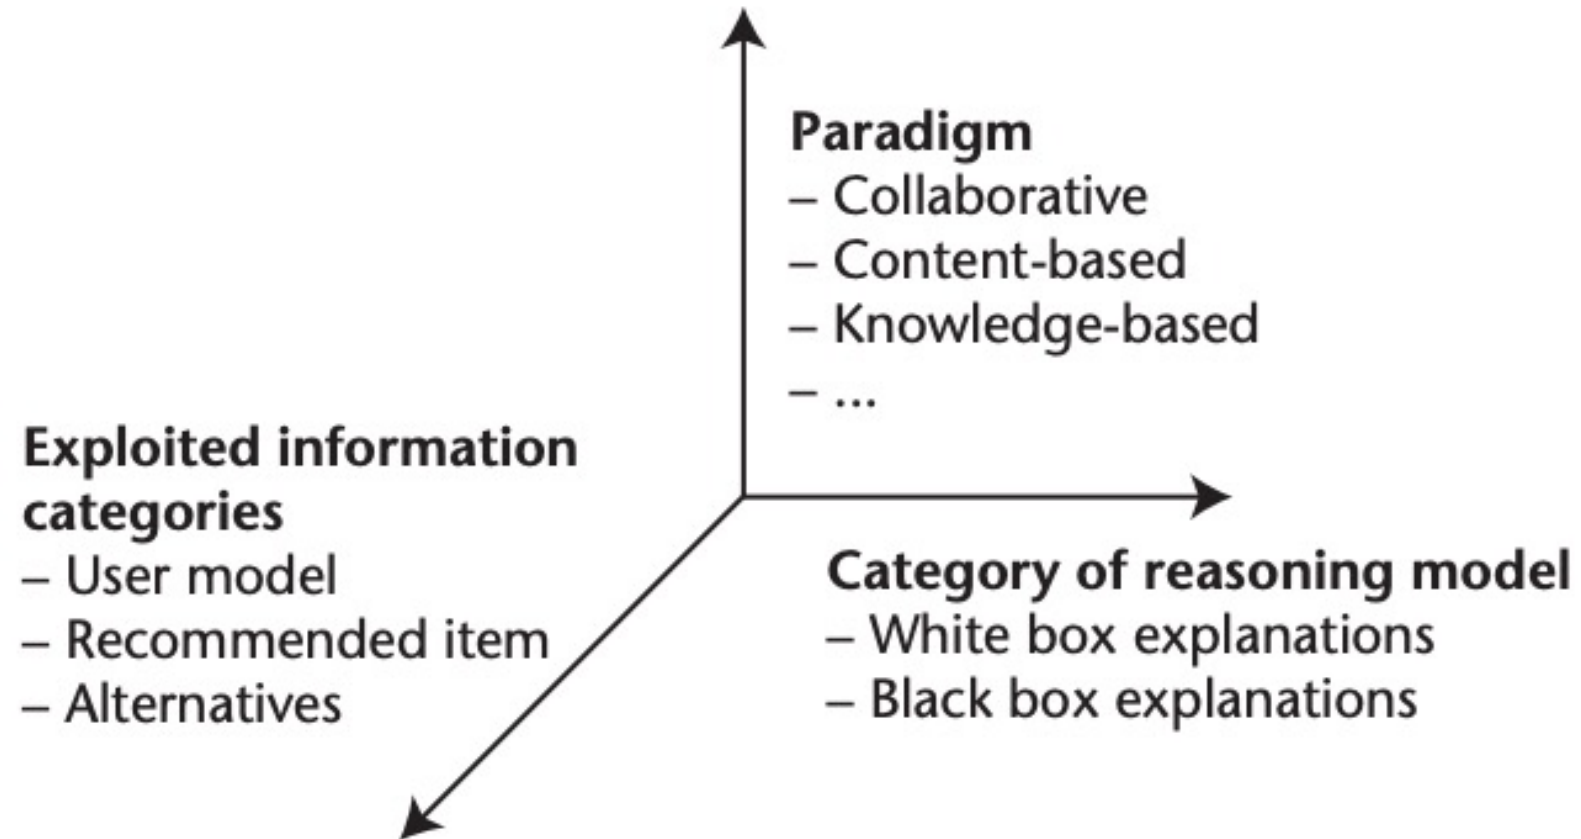 Paradigm
– Collaborative
– Content-based
– Knowledge-based
– ...
Exploited information
categories
– User model
– Recommended item
– Alternatives
Category of reasoning model
– White box explanations
– Black box explanations